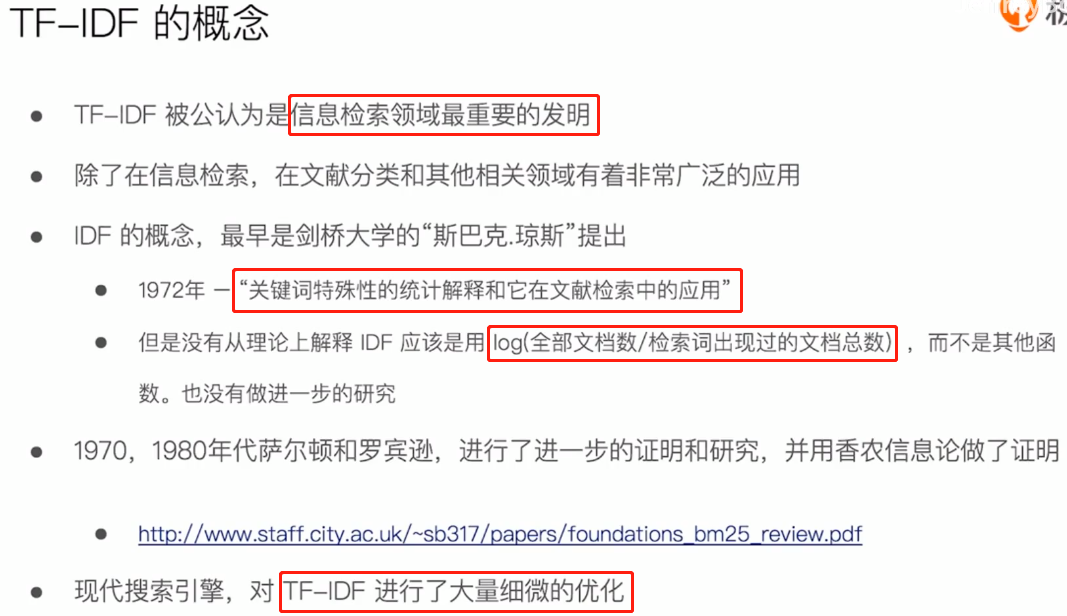 TF-IDF 的概念
● TF-IDF 被公认为是信息检索领域最重要的发明
● 除了在信息检索，在文献分类和其他相关领域有着非常广泛的应用
● IDF 的概念，最早是剑桥大学的“斯巴克.琼斯”提出
● 1972年 — “关键词特殊性的统计解释和它在文献检索中的应用”
● 但是没有从理论上解释 IDF 应该是用 log(全部文档数/检索词出现过的文档总数) ，而不是其他函
数。也没有做进一步的研究
● 1970，1980年代萨尔顿和罗宾逊，进行了进一步的证明和研究，并用香农信息论做了证明
● http://www.staff.city.ac.uk/~sb317/papers/foundations_bm25_review.pdf
● 现代搜索引擎，对 TF-IDF 进行了大量细微的优化